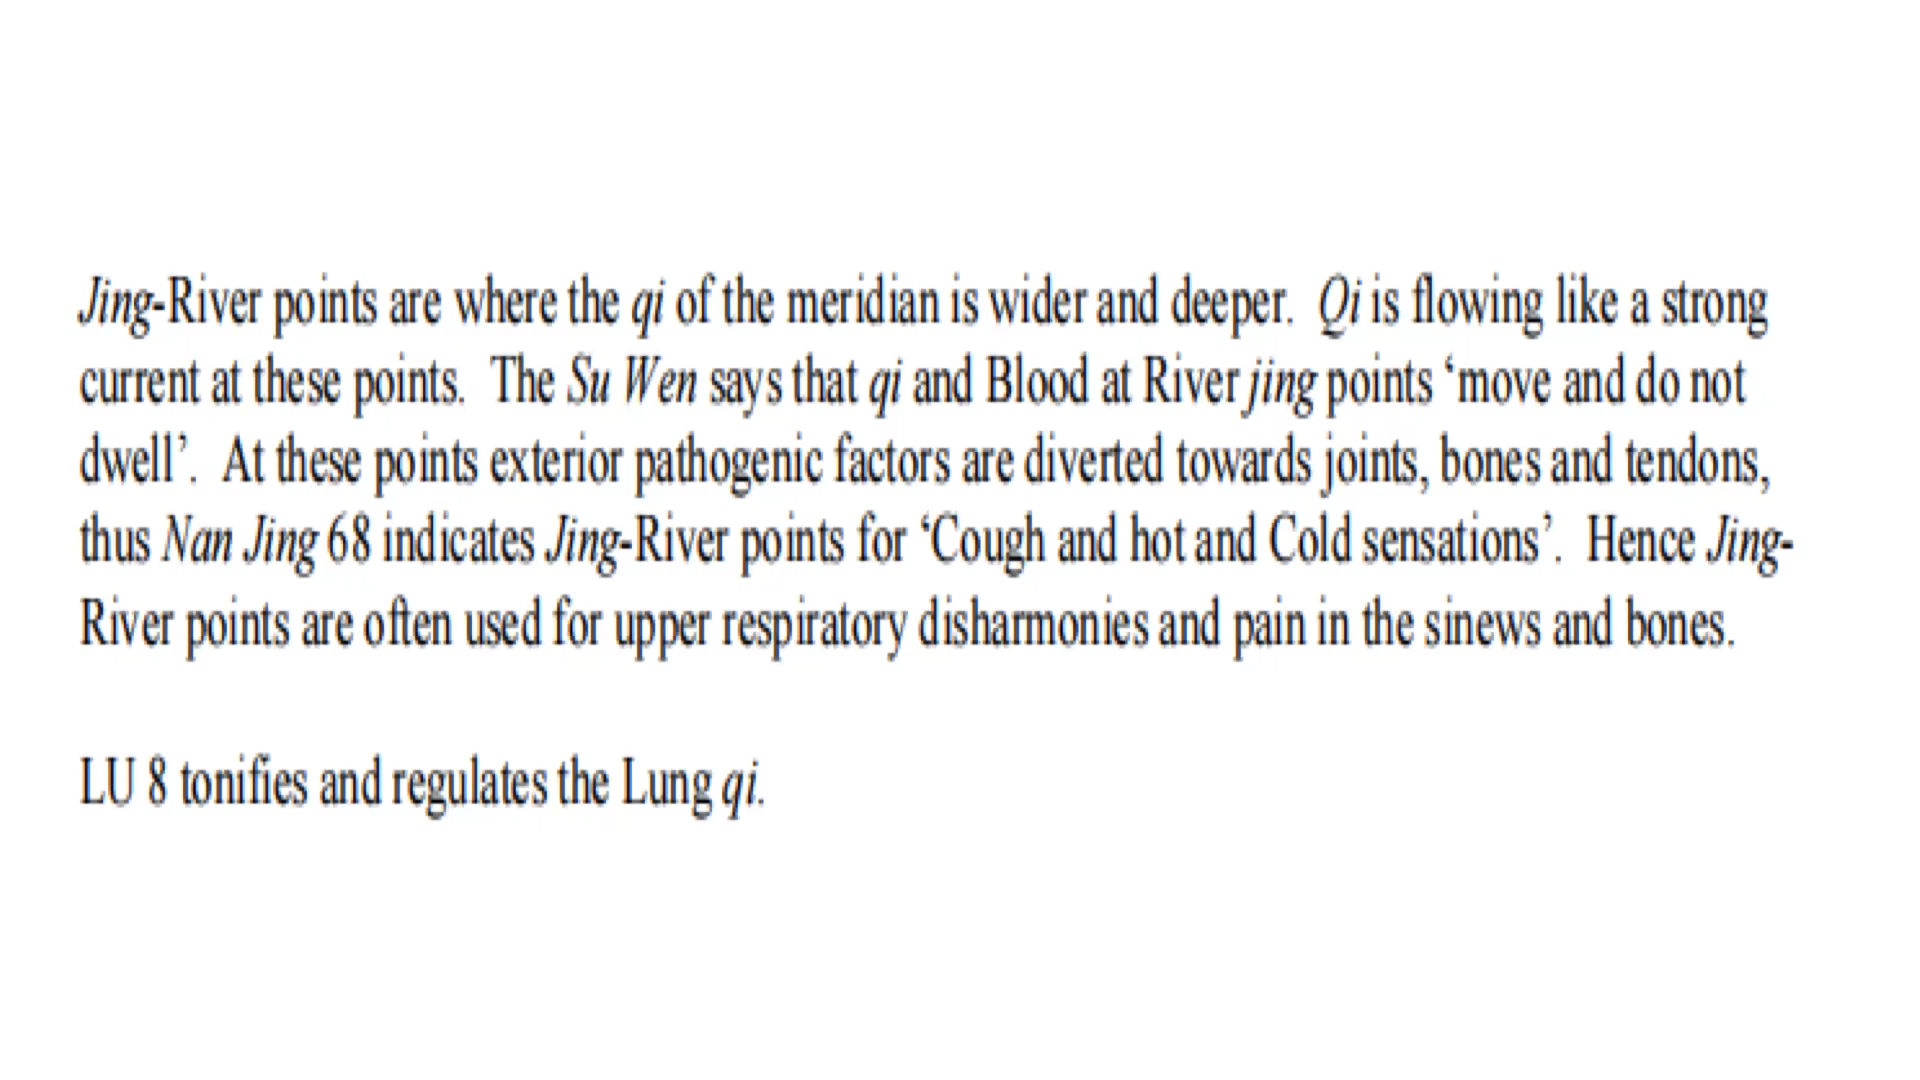 Jing-River points are where the qi of the meridian is wider and deeper.  Qi is flowing like a strong
current at these points.  The Su Wen says that qi and Blood at River jing points ‘move and do not
dwell’.  At these points exterior pathogenic factors are diverted towards joints, bones and tendons,
thus Nan Jing 68 indicates Jing-River points for ‘Cough and hot and Cold sensations’.  Hence Jing-
River points are often used for upper respiratory disharmonies and pain in the sinews and bones.
LU 8 tonifies and regulates the Lung qi.